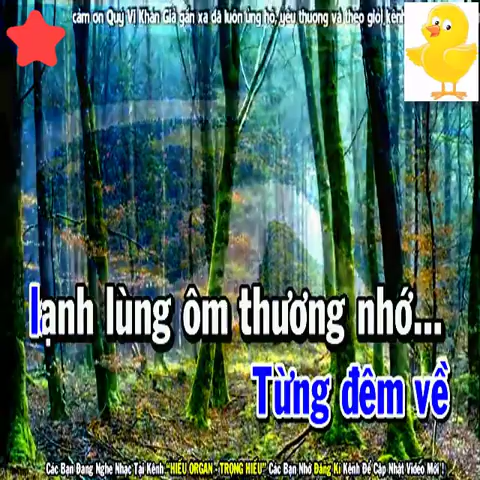 cảm ơn Quý Vị Khán Giả gần xa đã luôn ủng hộ, yêu thương và theo giỏi kênh
lạnh lùng ôm thương nhớ...
Từng đêm về
Các Bạn Đang Nghe Nhạc Tại Kênh "HIẾU ORGAN - TRỌNG HIẾU" Các Bạn Nhớ Đăng Kí Kênh Để Cập Nhật Video Mới !